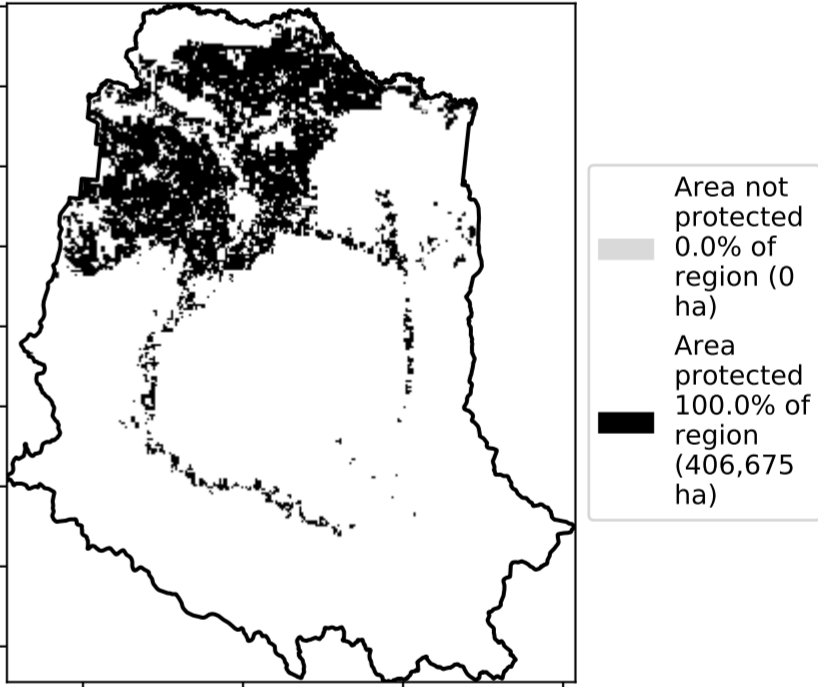 Area not
protected
0.0% of
region (0
ha)
Area
protected
100.0% of
region
(406,675
ha)